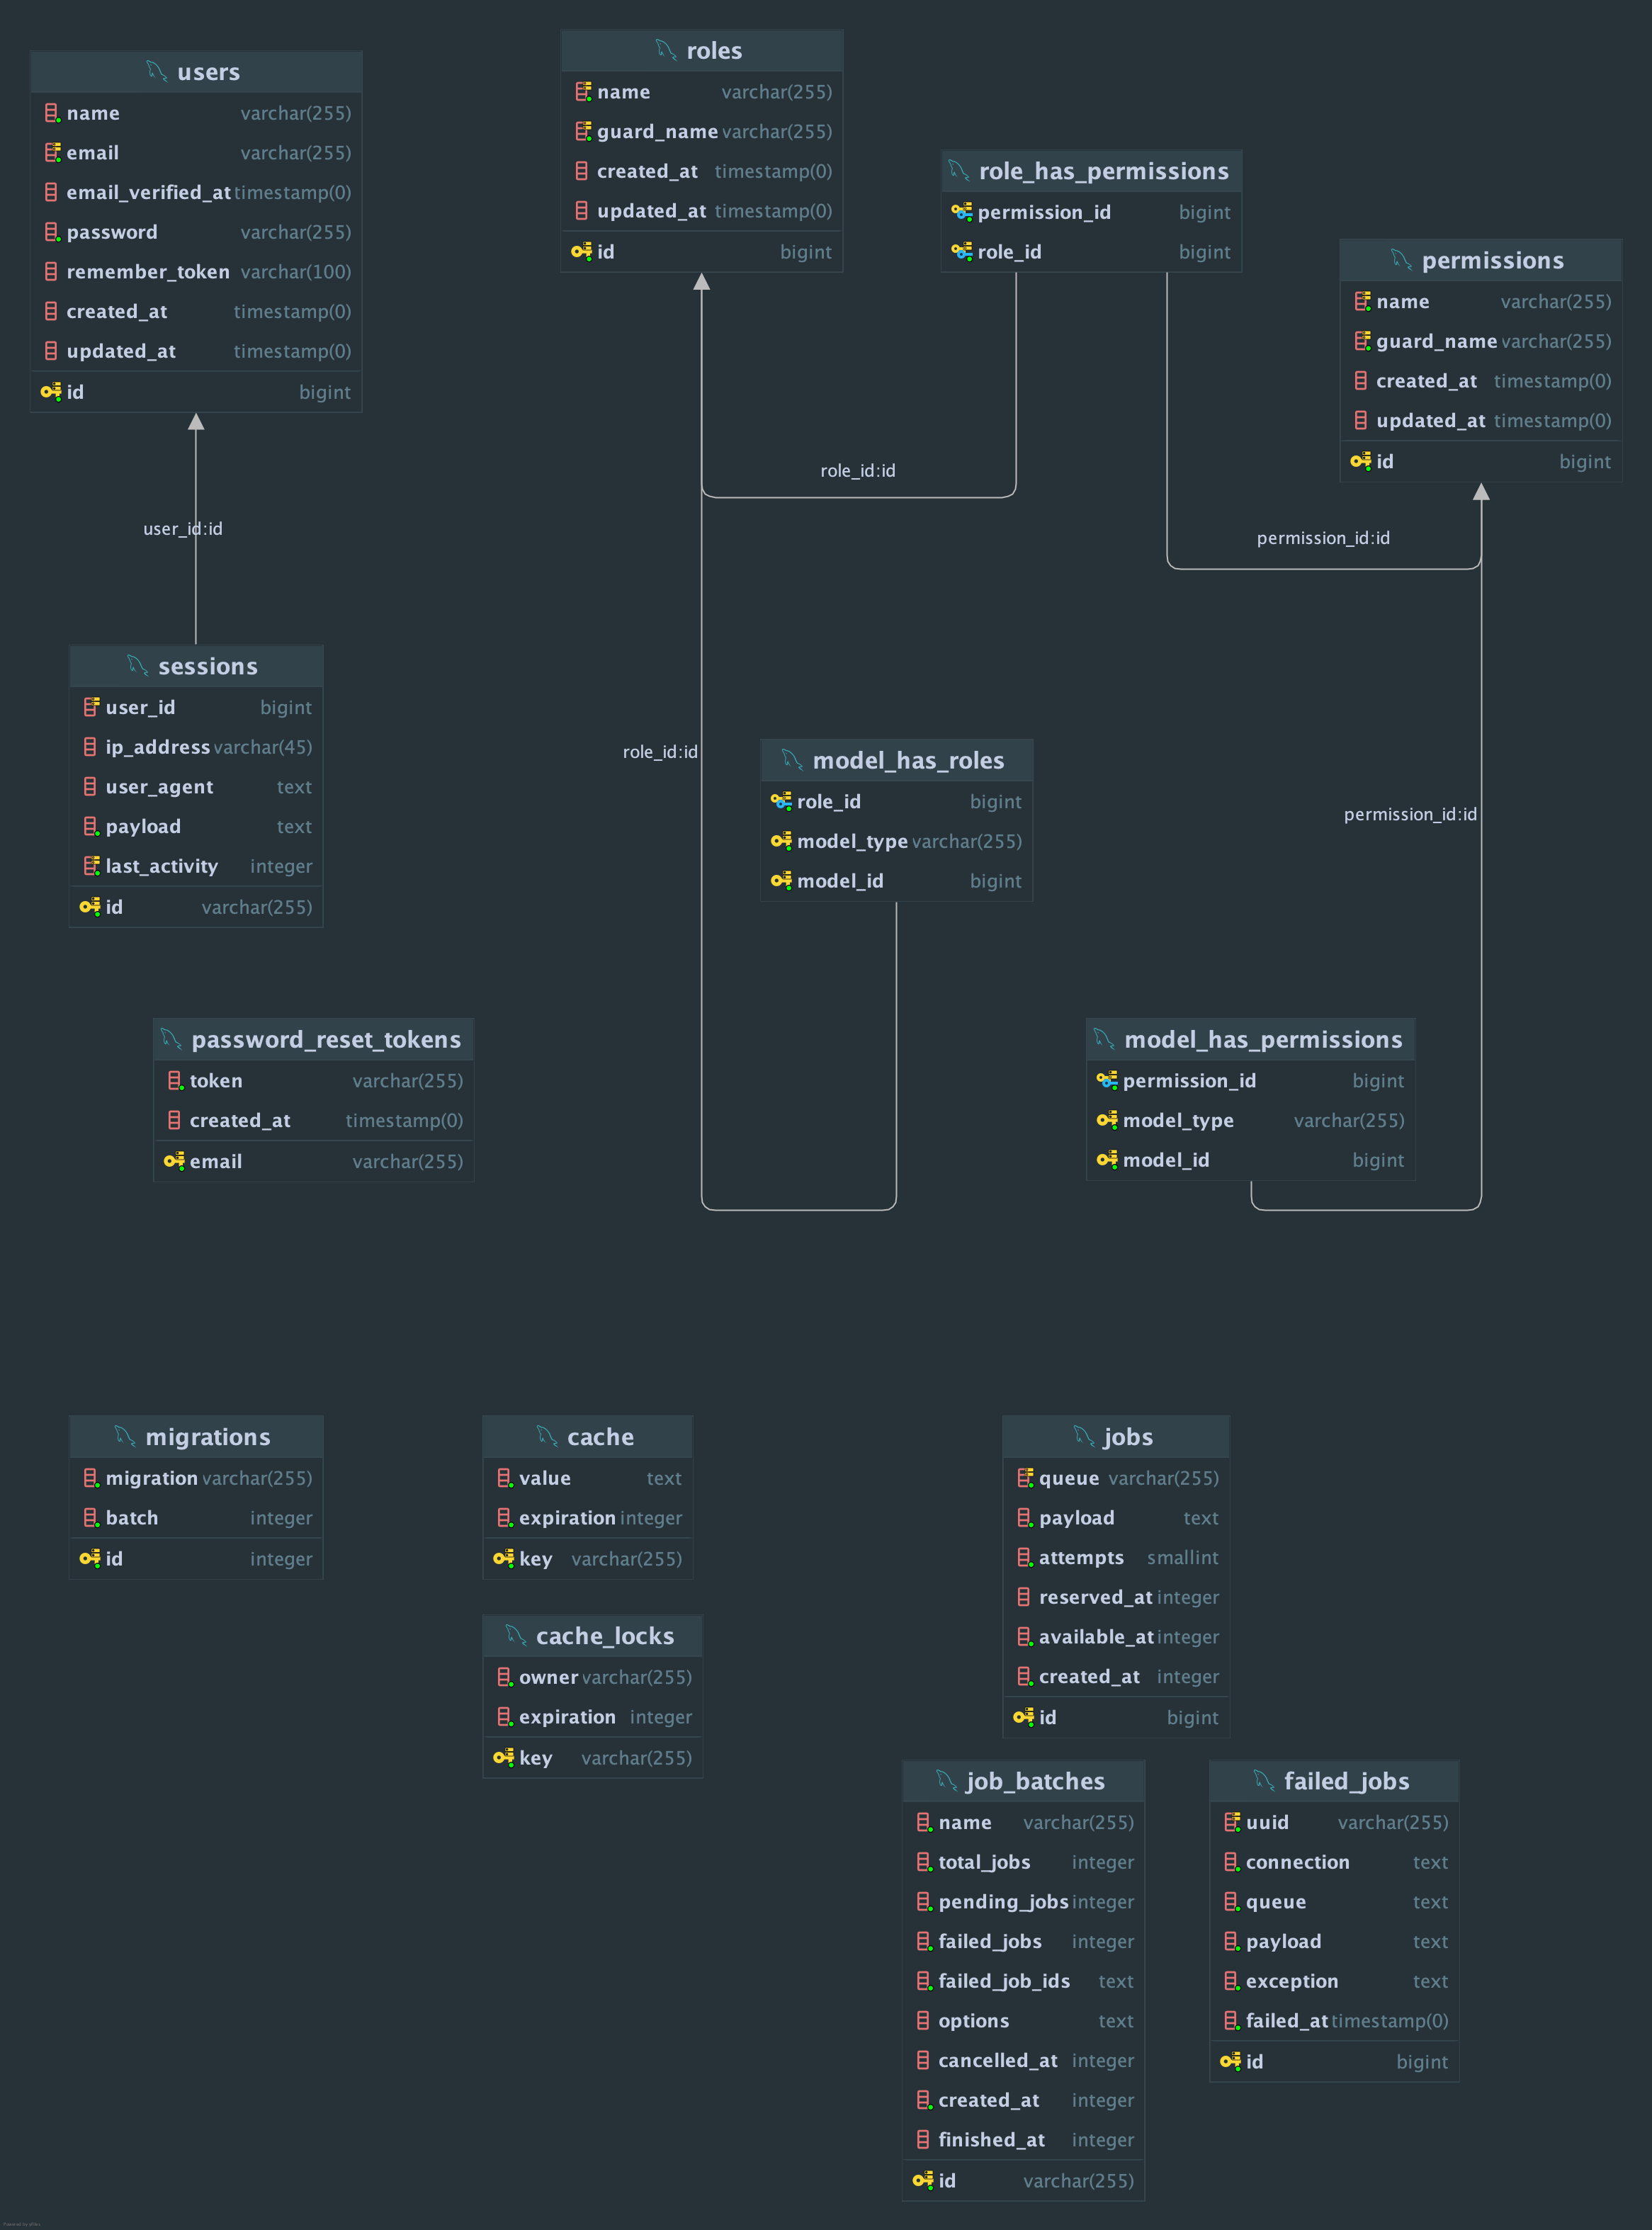 users
name varchar(255)
email varchar(255)
email_verified_at timestamp(0)
password varchar(255)
remember_token varchar(100)
created_at timestamp(0)
updated_at timestamp(0)
id bigint
roles
name varchar(255)
guard_name varchar(255)
created_at timestamp(0)
updated_at timestamp(0)
id bigint
role_has_permissions
permission_id bigint
role_id bigint
permissions
name varchar(255)
guard_name varchar(255)
created_at timestamp(0)
updated_at timestamp(0)
id bigint
role_id:id
user_id:id
permission_id:id
sessions
user_id bigint
ip_address varchar(45)
user_agent text
payload text
last_activity integer
id varchar(255)
role_id:id
model_has_roles
role_id bigint
model_type varchar(255)
model_id bigint
permission_id:id
password_reset_tokens
token varchar(255)
created_at timestamp(0)
email varchar(255)
model_has_permissions
permission_id bigint
model_type varchar(255)
model_id bigint
migrations
migration varchar(255)
batch integer
id integer
cache
value text
expiration integer
key varchar(255)
cache_locks
owner varchar(255)
expiration integer
key varchar(255)
jobs
queue varchar(255)
payload text
attempts smallint
reserved_at integer
available_at integer
created_at integer
id bigint
job_batches
name varchar(255)
total_jobs integer
pending_jobs integer
failed_jobs integer
failed_job_ids text
options text
cancelled_at integer
created_at integer
finished_at integer
id varchar(255)
failed_jobs
uuid varchar(255)
connection text
queue text
payload text
exception text
failed_at timestamp(0)
id bigint
Powered by yFiles